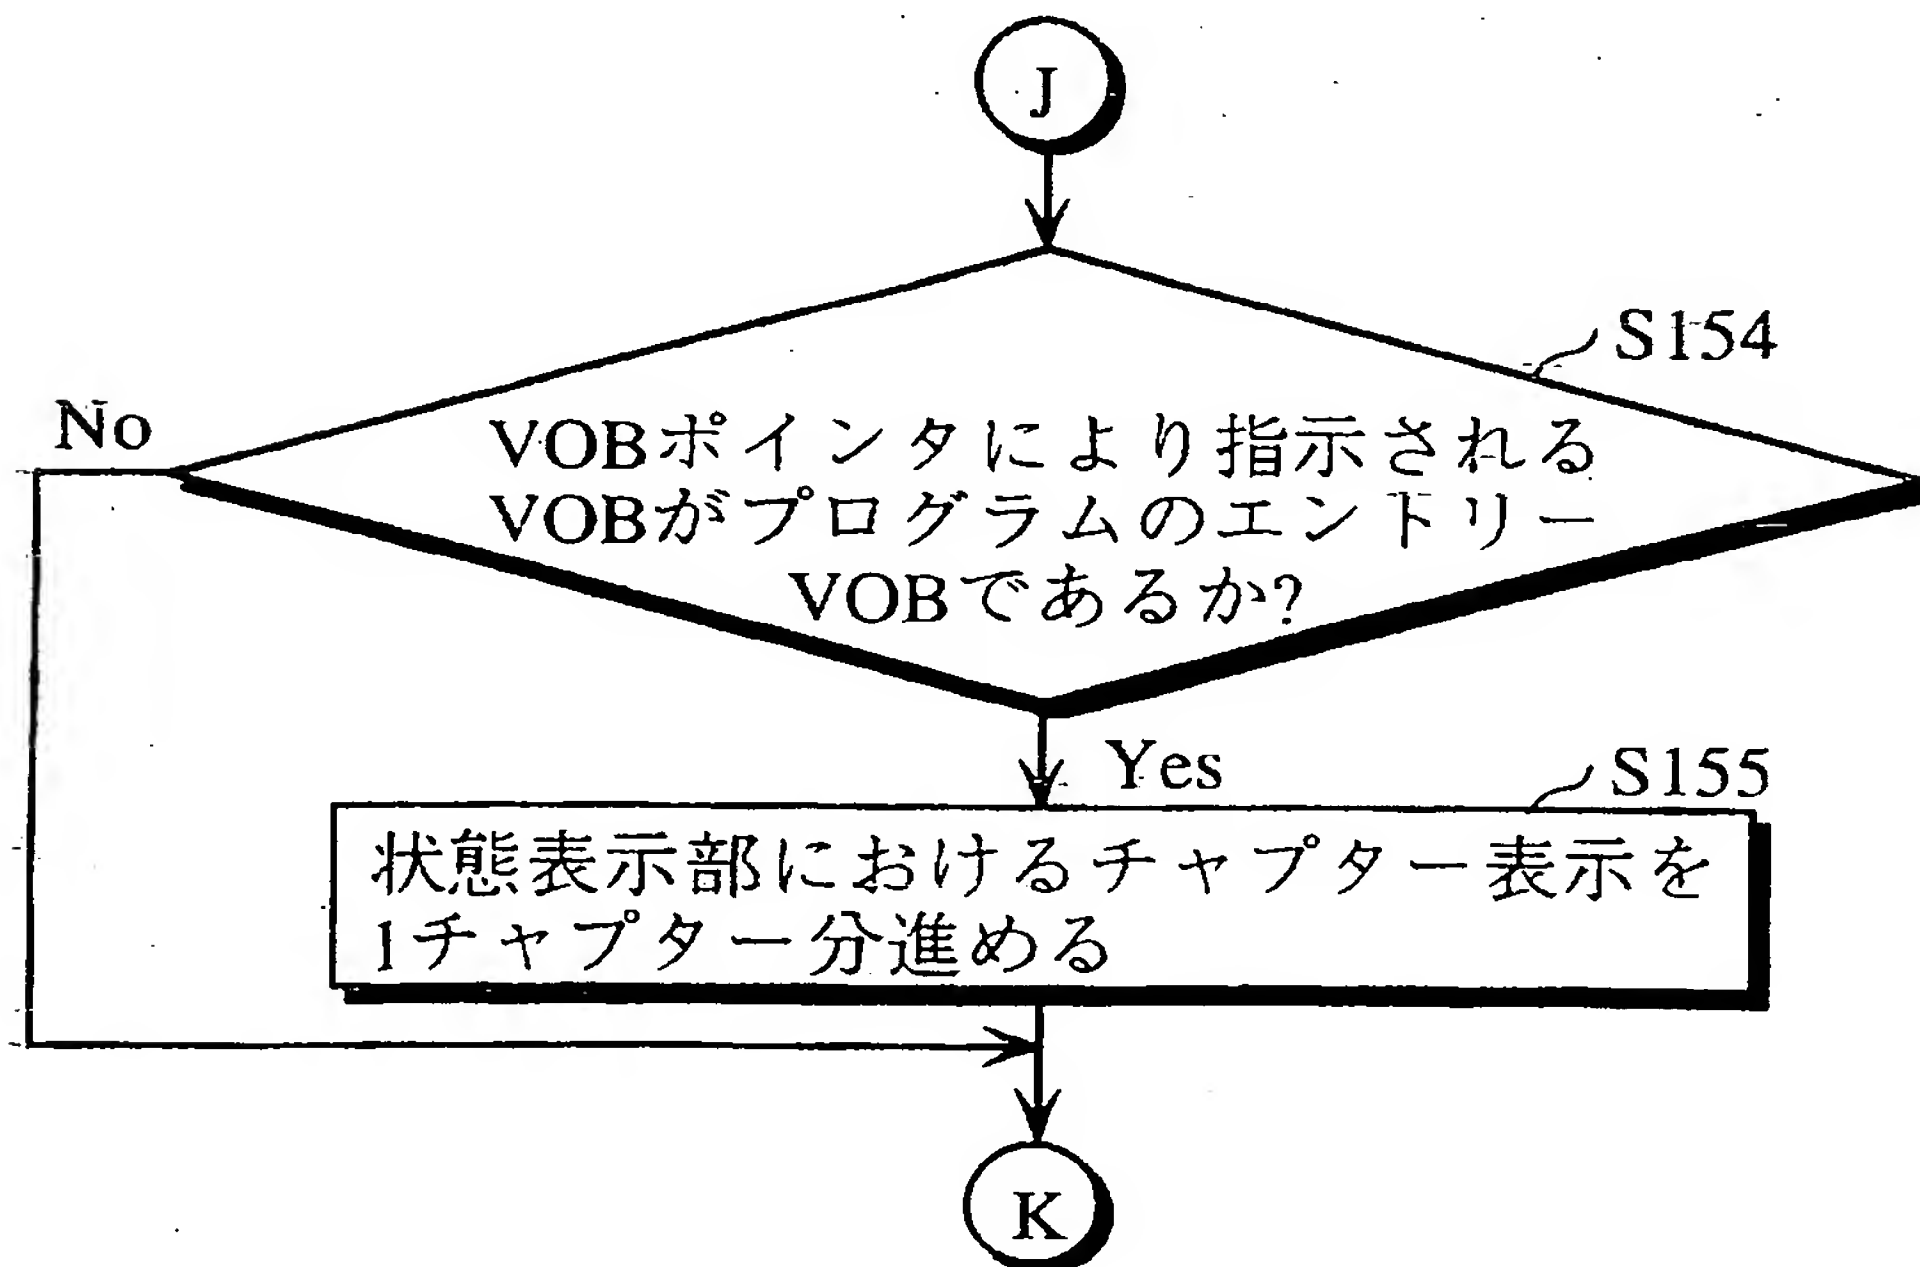 J
S154
No
VOBポインタにより指示される
VOBがプログラムのエントリー
VOBであるか?
Yes
S155
状態表示部におけるチャプター表示を
1チャプター分進める
K